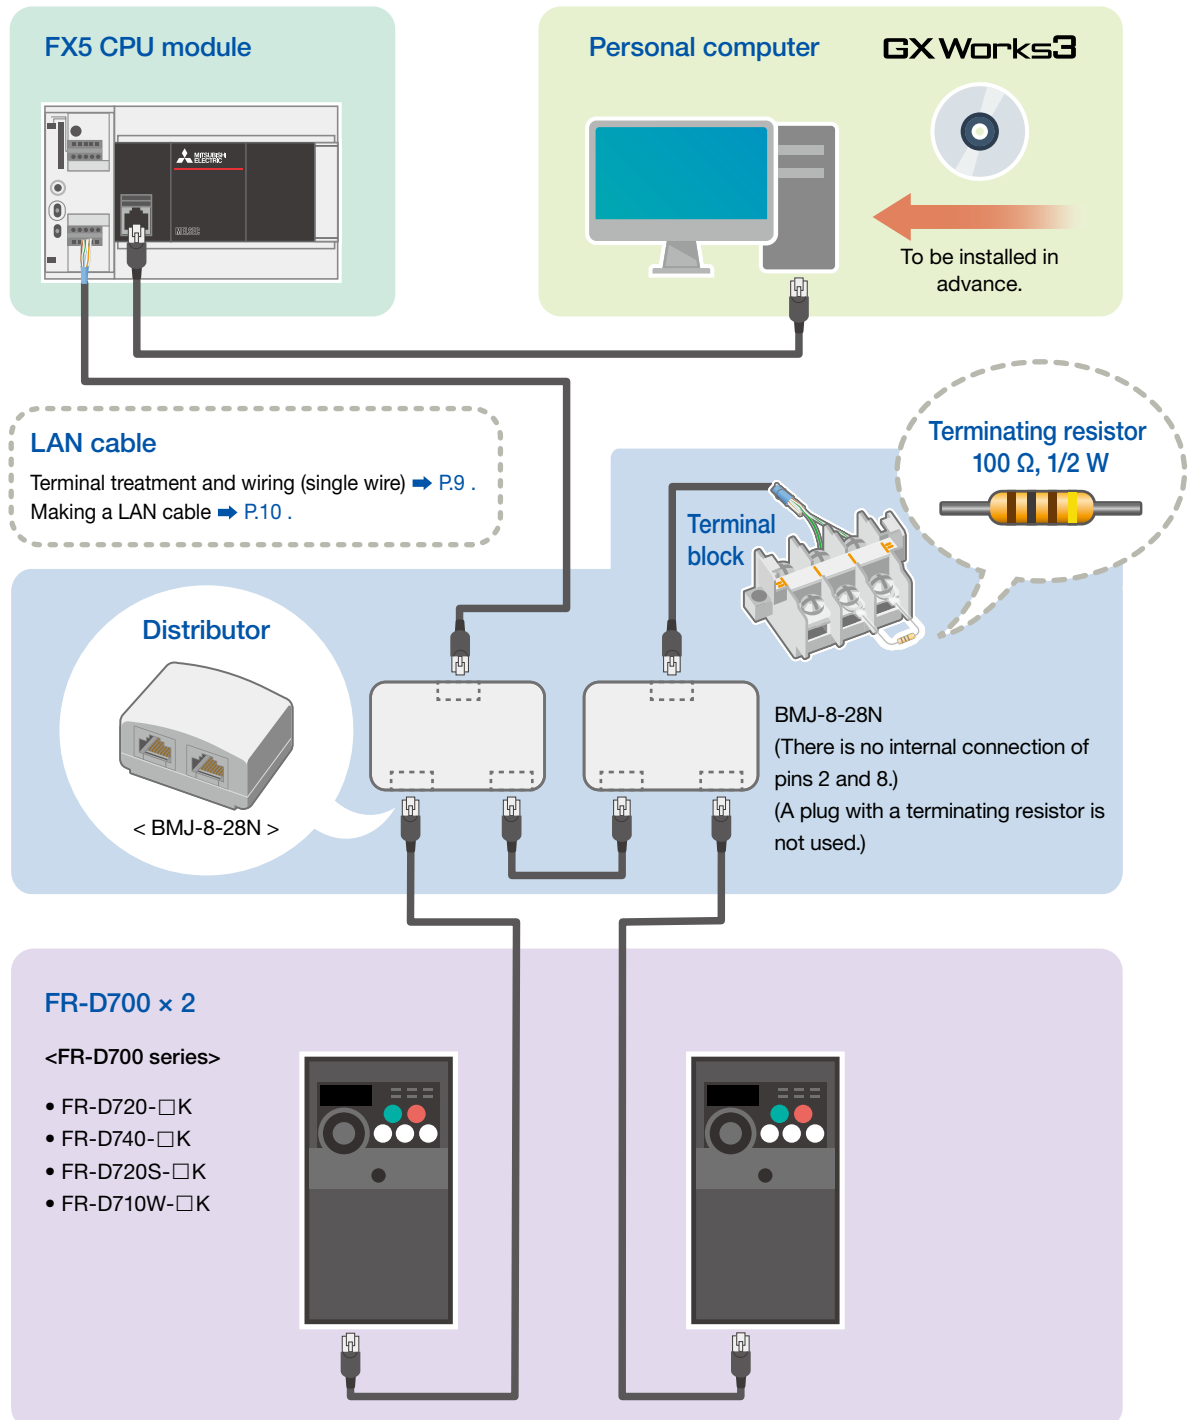 FX5 CPU module
Personal computer
GX Works3
MITSUBISHI
ELECTRIC
MELSEC
To be installed in
advance.
LAN cable
Terminal treatment and wiring (single wire) ➡ P.9 .
Making a LAN cable ➡ P.10 .
Terminating resistor
100 Ω, 1/2 W
Terminal
block
Distributor
< BMJ-8-28N >
BMJ-8-28N
(There is no internal connection of
pins 2 and 8.)
(A plug with a terminating resistor is
not used.)
FR-D700 × 2
<FR-D700 series>
• FR-D720-□K
• FR-D740-□K
• FR-D720S-□K
• FR-D710W-□K